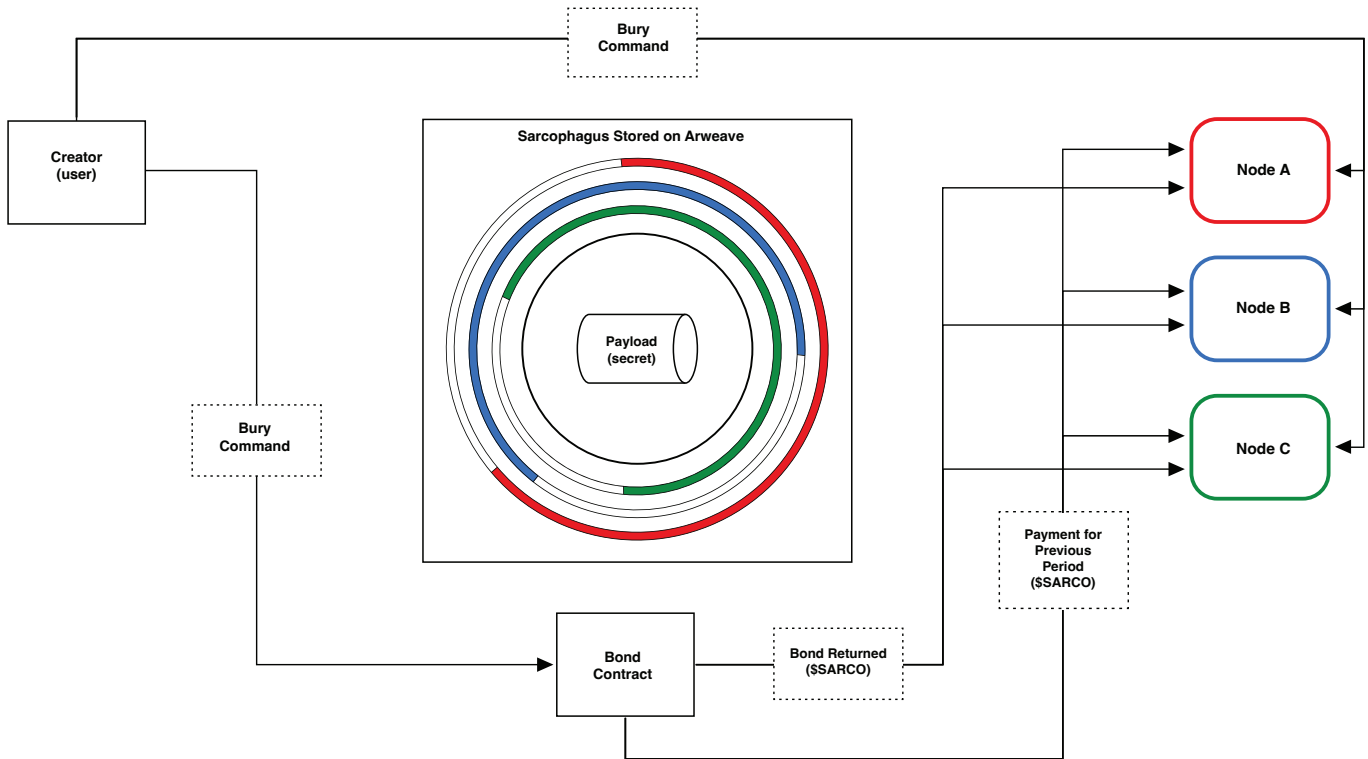 Bury
Command
Creator
(user)
Sarcophagus Stored on Arweave
Payload
(secret)
Node A
Node B
Node C
Bury
Command
Payment for
Previous
Period
($SARCO)
Bond
Contract
Bond Returned
($SARCO)